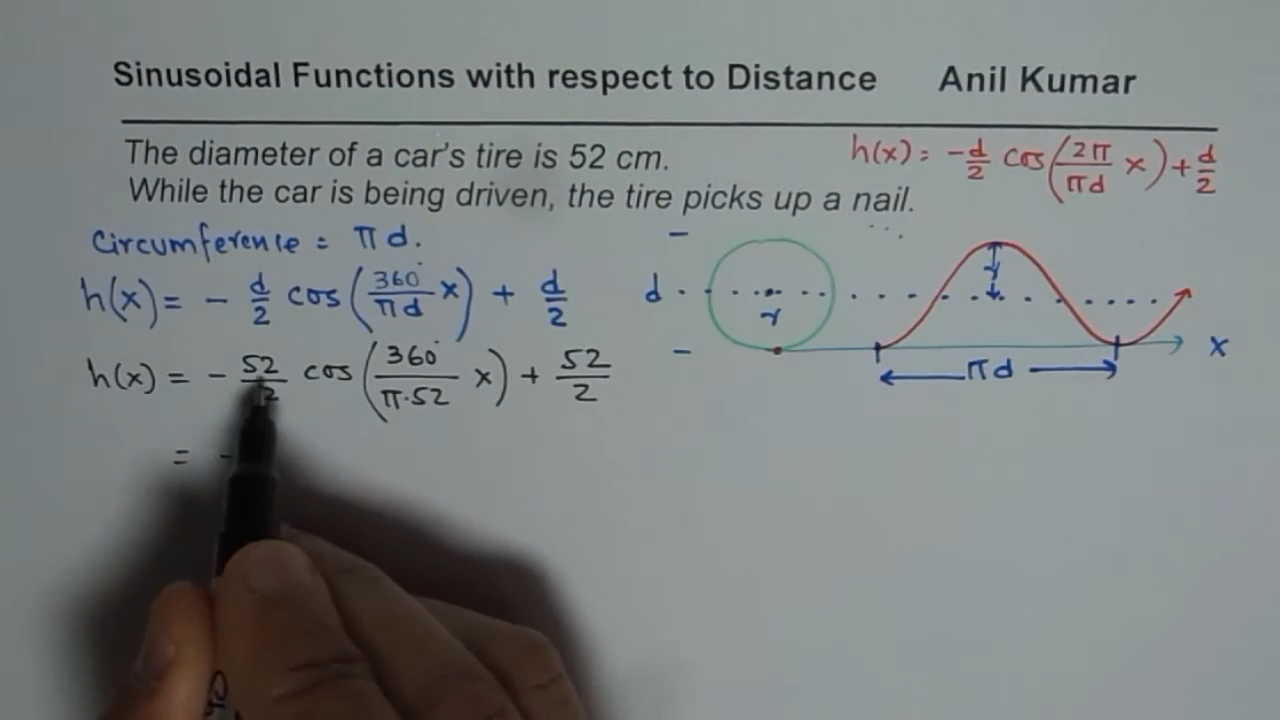 Sinusoidal Functions with respect to Distance Anil Kumar
The diameter of a car's tire is 52 cm.
While the car is being driven, the tire picks up a nail.
h(x) = -d/2 cos(2π/πd x) + d/2
Circumference = πd.
h(x) = - d/2 cos(360°/πd x) + d/2
h(x) = - 52/2 cos(360°/π·52 x) + 52/2
= -
d
r
r
πd
x